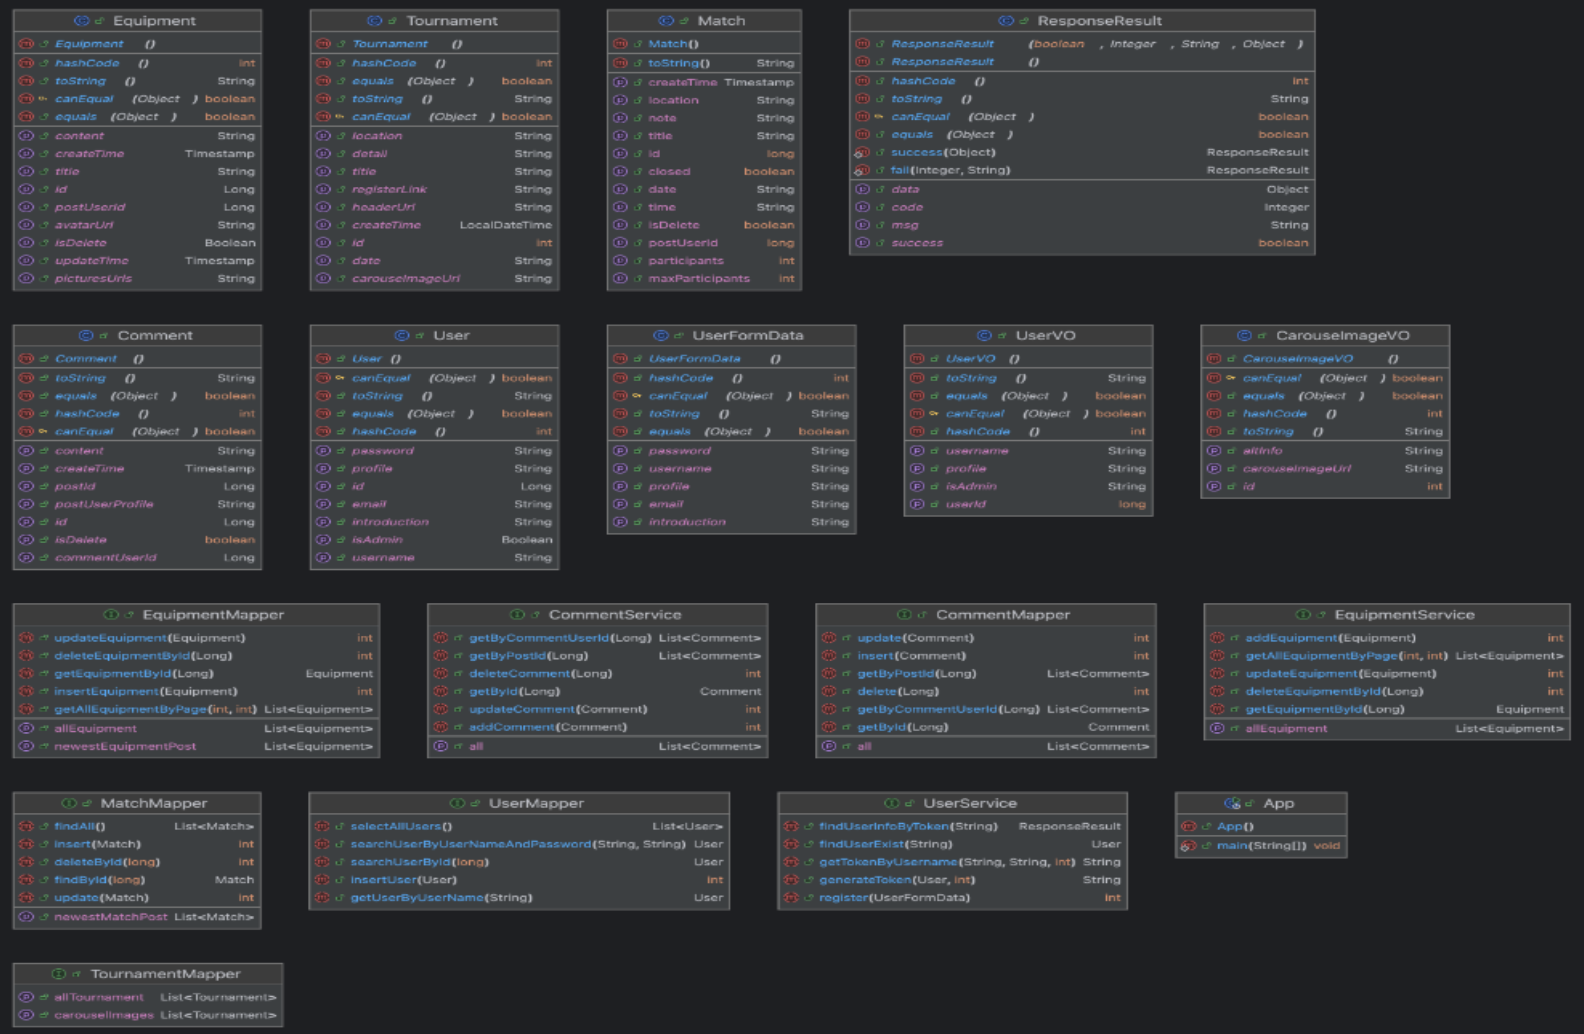 Equipment
Equipment ()
hashCode () int
toString () String
canEqual (Object ) boolean
equals (Object ) boolean
content String
createTime Timestamp
title String
id Long
postUserId Long
avatarUrl String
isDelete Boolean
updateTime Timestamp
picturesUrls String
Tournament
Tournament ()
hashCode () int
equals (Object ) boolean
toString () String
canEqual (Object ) boolean
location String
detail String
title String
registerLink String
headerUrl String
createTime LocalDateTime
id int
date String
carouselmageUrl String
Match
Match()
toString() String
createTime Timestamp
location String
note String
title String
id long
closed boolean
date String
time String
isDelete boolean
postUserId long
participants int
maxParticipants int
ResponseResult
ResponseResult (boolean , Integer , String , Object )
ResponseResult ()
hashCode () int
toString () String
canEqual (Object ) boolean
equals (Object ) boolean
success(Object) ResponseResult
fail(Integer, String) ResponseResult
data Object
code Integer
msg String
success boolean
Comment
Comment ()
toString () String
equals (Object ) boolean
hashCode () int
canEqual (Object ) boolean
content String
createTime Timestamp
postId Long
postUserProfile String
id Long
isDelete boolean
commentUserId Long
User
User ()
canEqual (Object ) boolean
toString () String
equals (Object ) boolean
hashCode () int
password String
profile String
id Long
email String
introduction String
isAdmin Boolean
username String
UserFormData
UserFormData ()
hashCode () int
canEqual (Object ) boolean
toString () String
equals (Object ) boolean
password String
username String
profile String
email String
introduction String
UserVO
UserVO ()
toString () String
equals (Object ) boolean
canEqual (Object ) boolean
hashCode () int
username String
profile String
isAdmin String
userId long
CarouselmageVO
CarouselmageVO ()
canEqual (Object ) boolean
equals (Object ) boolean
hashCode () int
toString () String
altInfo String
carouselmageUrl String
id int
EquipmentMapper
updateEquipment(Equipment) int
deleteEquipmentById(Long) int
getEquipmentById(Long) Equipment
insertEquipment(Equipment) int
getAllEquipmentByPage(int, int) List<Equipment>
allEquipment List<Equipment>
newestEquipmentPost List<Equipment>
CommentService
getByCommentUserId(Long) List<Comment>
getByPostId(Long) List<Comment>
deleteComment(Long) int
getById(Long) Comment
updateComment(Comment) int
addComment(Comment) int
all List<Comment>
CommentMapper
update(Comment) int
insert(Comment) int
getByPostId(Long) List<Comment>
delete(Long) int
getByCommentUserId(Long) List<Comment>
getById(Long) Comment
all List<Comment>
EquipmentService
addEquipment(Equipment) int
getAllEquipmentByPage(int, int) List<Equipment>
updateEquipment(Equipment) int
deleteEquipmentById(Long) int
getEquipmentById(Long) Equipment
allEquipment List<Equipment>
MatchMapper
findAll() List<Match>
insert(Match) int
deleteById(long) int
findById(long) Match
update(Match) int
newestMatchPost List<Match>
UserMapper
selectAllUsers() List<User>
searchUserByUserNameAndPassword(String, String) User
searchUserById(long) User
insertUser(User) int
getUserByUserName(String) User
UserService
findUserInfoByToken(String) ResponseResult
findUserExist(String) User
getTokenByUsername(String, String, int) String
generateToken(User, int) String
register(UserFormData) int
App
App()
main(String[]) void
TournamentMapper
allTournament List<Tournament>
carouselImages List<Tournament>